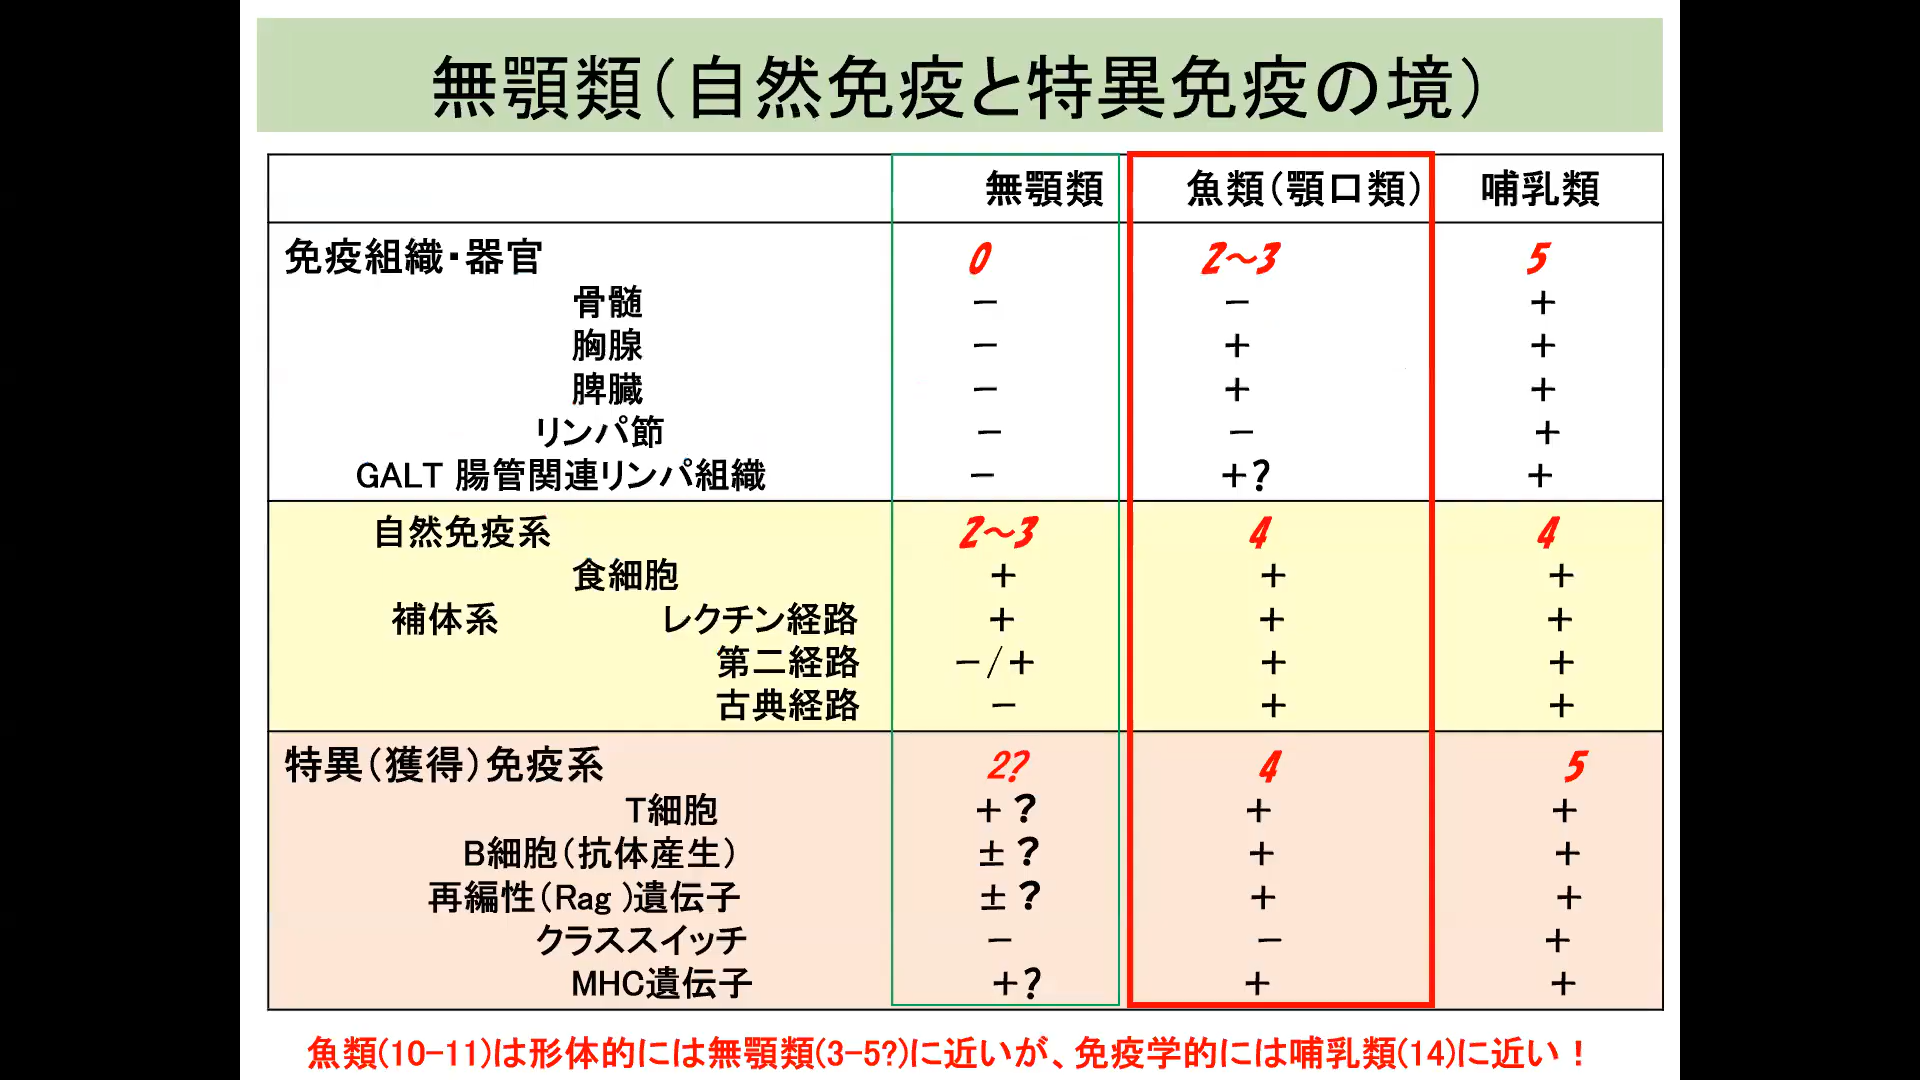 無顎類（自然免疫と特異免疫の境）
無顎類 魚類（顎口類） 哺乳類
免疫組織・器官 0 2～3 5
骨髄 － － ＋
胸腺 － ＋ ＋
脾臓 － ＋ ＋
リンパ節 － － ＋
GALT 腸管関連リンパ組織 － ＋? ＋
自然免疫系 2～3 4 4
食細胞 ＋ ＋ ＋
補体系 レクチン経路 ＋ ＋ ＋
第二経路 －/＋ ＋ ＋
古典経路 － ＋ ＋
特異（獲得）免疫系 2? 4 5
T細胞 ＋？ ＋ ＋
B細胞（抗体産生） ±？ ＋ ＋
再編性（Rag ）遺伝子 ±？ ＋ ＋
クラススイッチ － － ＋
MHC遺伝子 ＋? ＋ ＋
魚類(10-11)は形体的には無顎類(3-5?)に近いが、免疫学的には哺乳類(14)に近い！